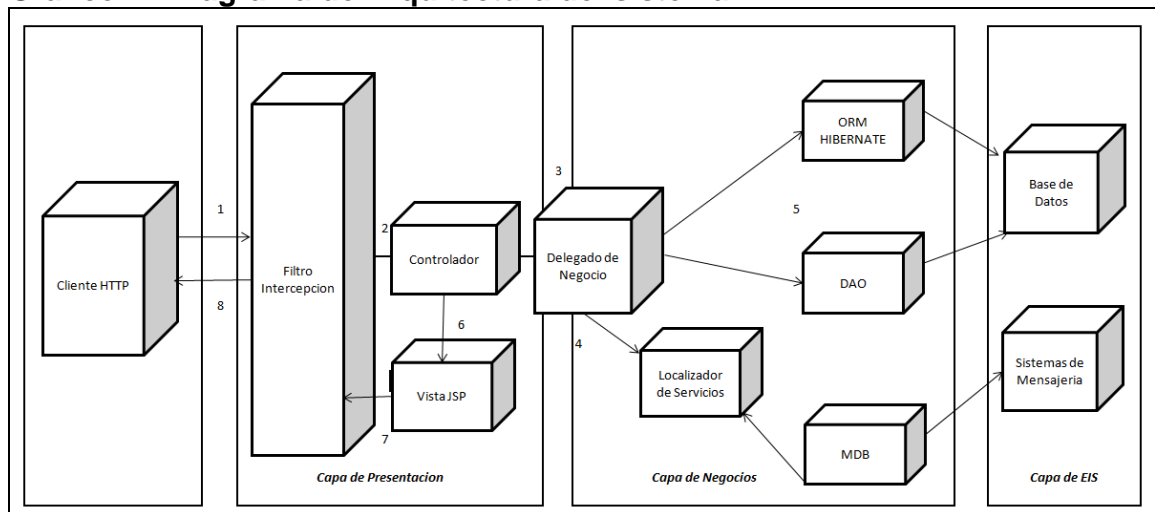 1
8
Cliente HTTP
Filtro
Intercepcion
2
Controlador
6
Vista JSP
7
Capa de Presentacion
3
Delegado de
Negocio
4
5
ORM
HIBERNATE
DAO
Localizador
de Servicios
MDB
Capa de Negocios
Base de
Datos
Sistemas de
Mensajeria
Capa de EIS